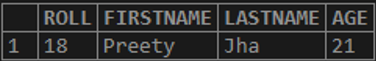 ROLL FIRSTNAME LASTNAME AGE
1 18 Preety Jha 21